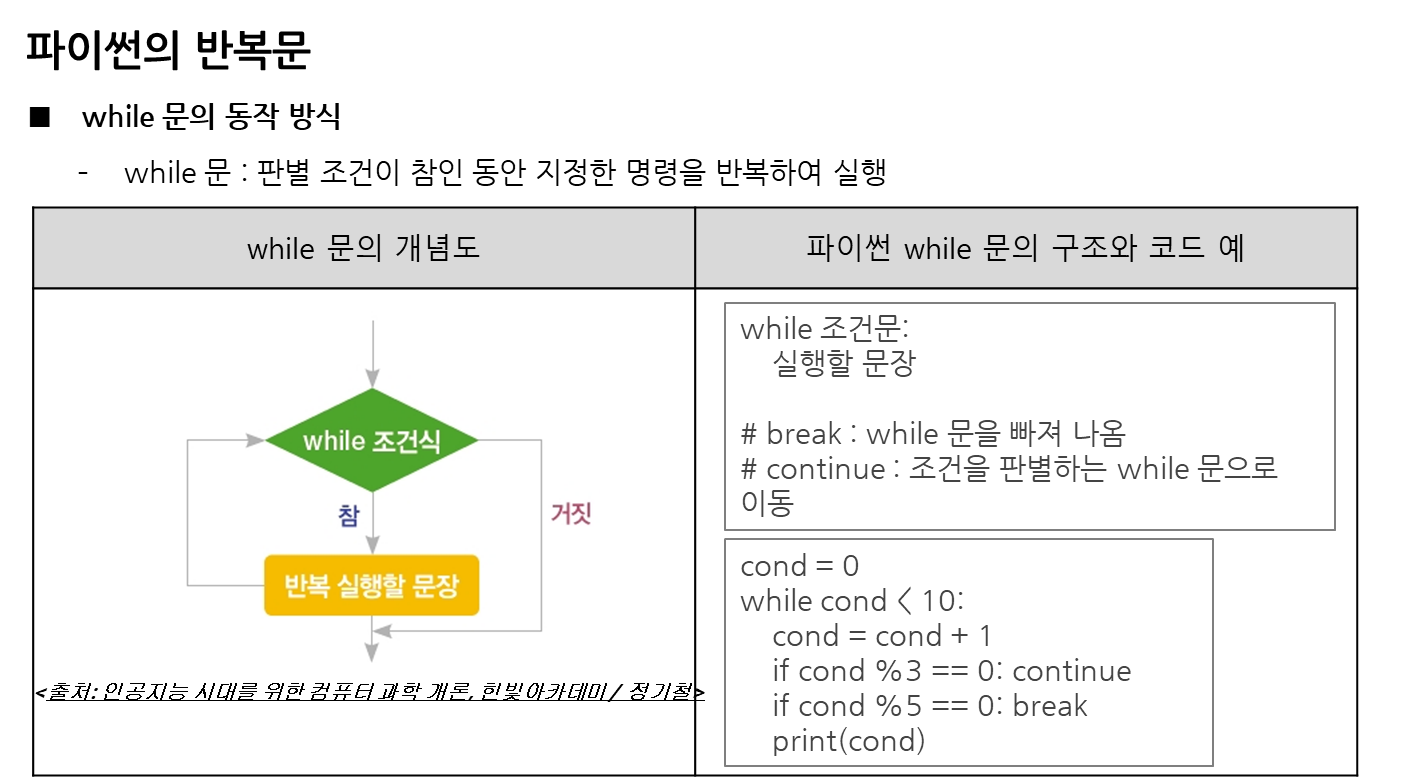 파이썬의 반복문
■ while 문의 동작 방식
- while 문 : 판별 조건이 참인 동안 지정한 명령을 반복하여 실행
while 문의 개념도
while 조건식
참
거짓
반복 실행할 문장
<출처: 인공지능 시대를 위한 컴퓨터 과학 개론, 한빛아카데미 / 정기철>
파이썬 while 문의 구조와 코드 예
while 조건문:
    실행할 문장
# break : while 문을 빠져 나옴
# continue : 조건을 판별하는 while 문으로
이동
cond = 0
while cond < 10:
    cond = cond + 1
    if cond %3 == 0: continue
    if cond %5 == 0: break
    print(cond)